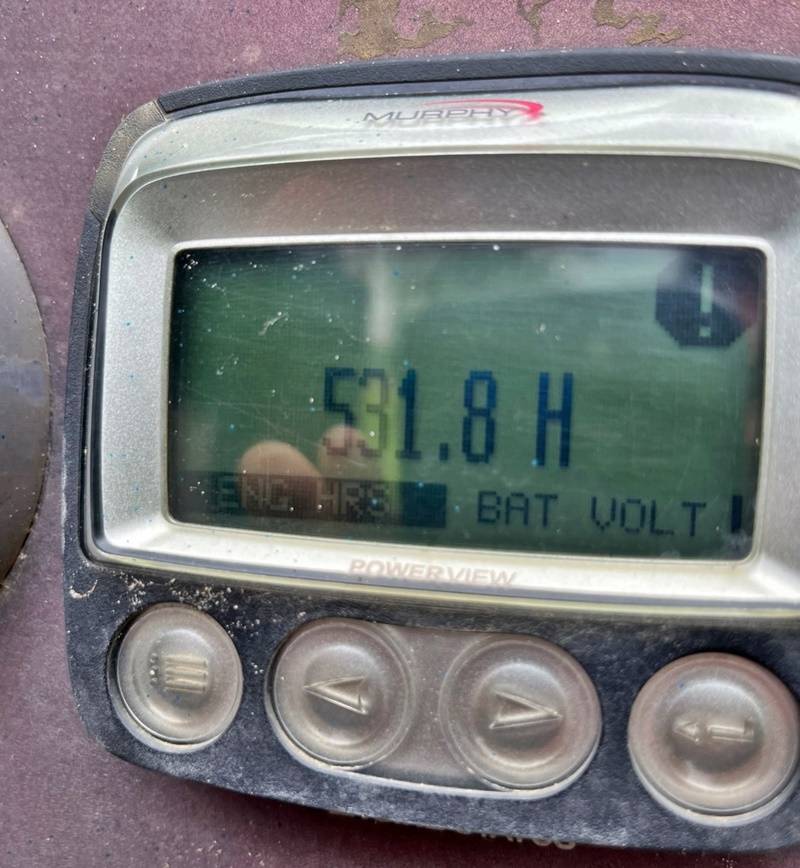 MURPHY
!
531.8 H
ENG HRS BAT VOLT
POWERVIEW